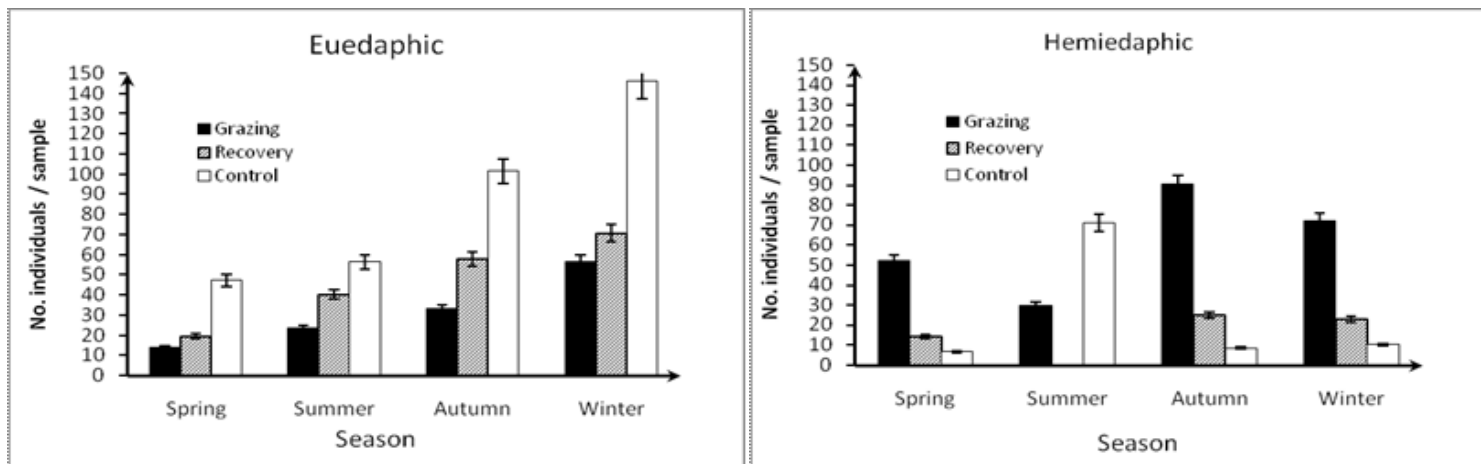 Euedaphic
No. individuals / sample
150
140
130
120
110
100
90
80
70
60
50
40
30
20
10
0
Grazing
Recovery
Control
Spring Summer Autumn Winter
Season
Hemiedaphic
No. individuals / sample
150
140
130
120
110
100
90
80
70
60
50
40
30
20
10
0
Grazing
Recovery
Control
Spring Summer Autumn Winter
Season